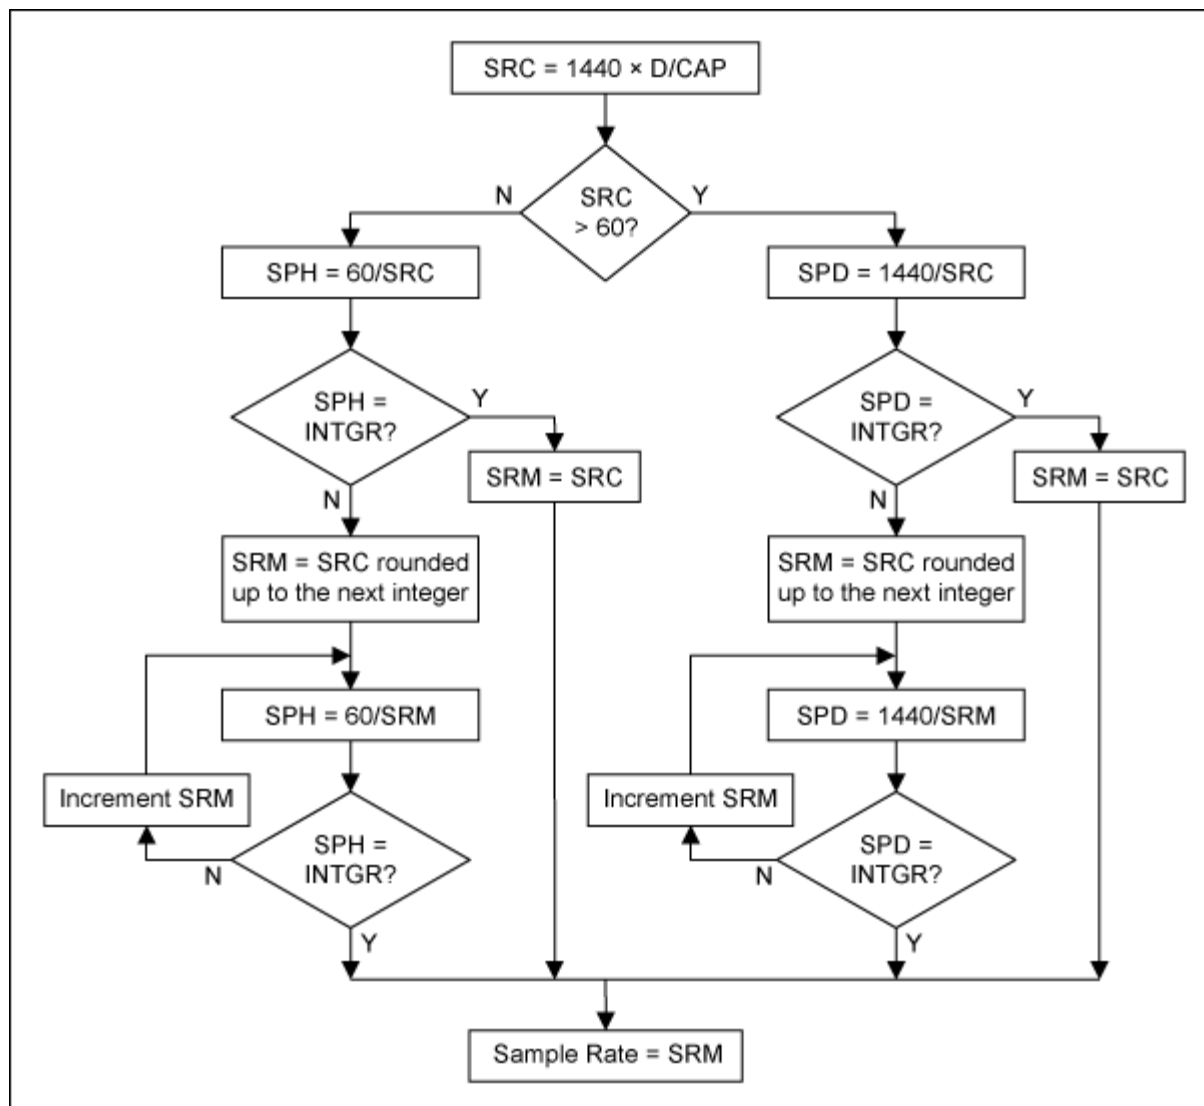 SRC = 1440 × D/CAP
N
SRC
> 60?
Y
SPH = 60/SRC
SPD = 1440/SRC
SPH =
INTGR?
Y
SPD =
INTGR?
Y
SRM = SRC
SRM = SRC
N
N
SRM = SRC rounded
up to the next integer
SRM = SRC rounded
up to the next integer
SPH = 60/SRM
SPD = 1440/SRM
Increment SRM
Increment SRM
SPH =
INTGR?
N
SPD =
INTGR?
N
Y
Y
Sample Rate = SRM